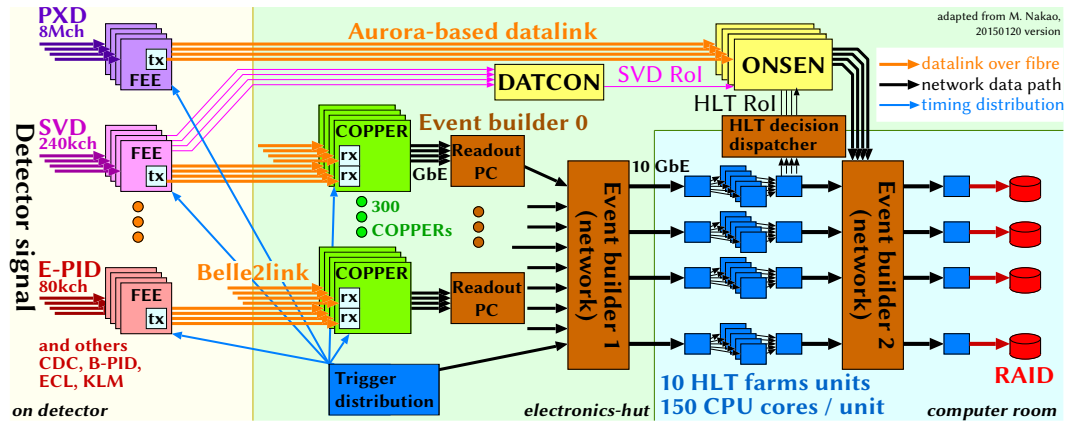 PXD
8Mch
tx
FEE
Aurora-based datalink
ONSEN
adapted from M. Nakao,
20150120 version
datalink over fibre
network data path
timing distribution
DATCON
SVD RoI
HLT RoI
HLT decision
dispatcher
Detector signal
SVD
240kch
FEE
tx
COPPER
rx
rx
GbE
Event builder 0
Readout
PC
300
COPPERs
10 GbE
Event builder 1
(network)
Event builder 2
(network)
E-PID
80kch
FEE
tx
Belle2link
COPPER
rx
rx
Readout
PC
and others
CDC, B-PID,
ECL, KLM
Trigger
distribution
10 HLT farms units
150 CPU cores / unit
RAID
on detector
electronics-hut
computer room